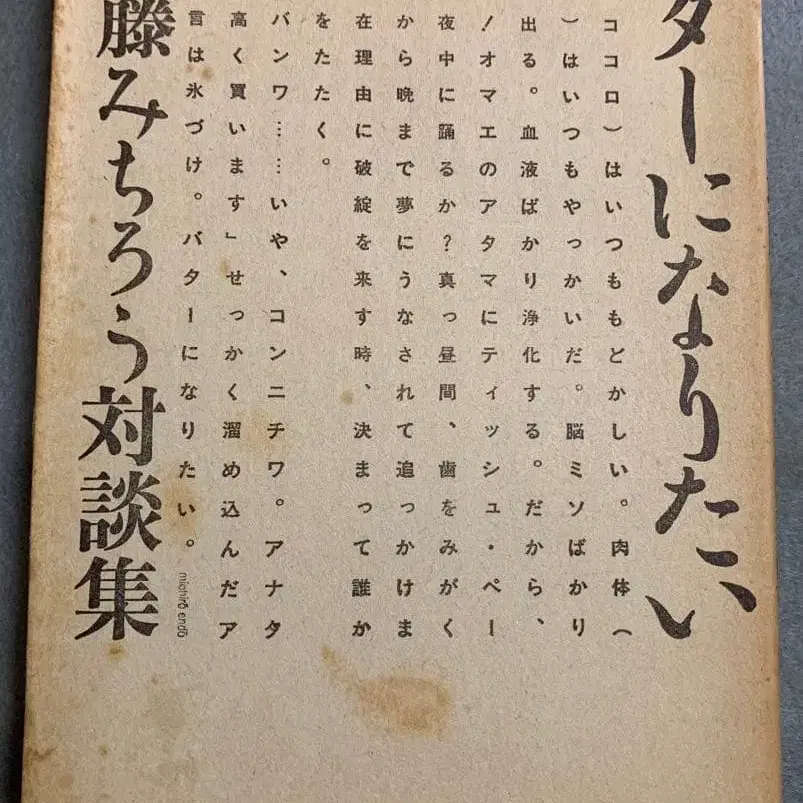 ターになりたい
ココロ）はいつももどかしい。肉体（
）はいつもやっかいだ。脳ミソばかり
出る。血液ばかり浄化する。だから、
！オマエのアタマにティッシュ・ペー
夜中に踊るか？真っ昼間、歯をみがく
から晩まで夢にうなされて追っかけま
在理由に破綻を来す時、決まって誰か
をたたく。
バンワ……いや、コンニチワ。アナタ
高く買います」せっかく溜め込んだア
言は氷づけ。バターになりたい。
michirō endō
藤みちろう対談集